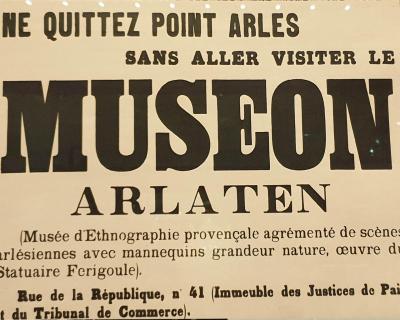 NE QUITTEZ POINT ARLES
SANS ALLER VISITER LE
MUSEON
ARLATEN
(Musée d'Ethnographie provençale agrémenté de scènes
arlésiennes avec mannequins grandeur nature, œuvre du
Statuaire Ferigoule).
Rue de la République, n° 41 (Immeuble des Justices de Pai
et du Tribunal de Commerce).